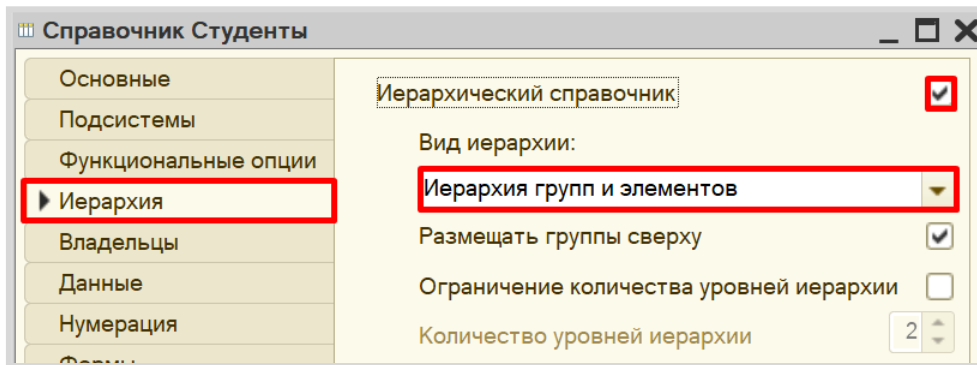 Справочник Студенты
Основные
Подсистемы
Функциональные опции
Иерархия
Владельцы
Данные
Нумерация
Иерархический справочник
Вид иерархии:
Иерархия групп и элементов
Размещать группы сверху
Ограничение количества уровней иерархии
Количество уровней иерархии 2